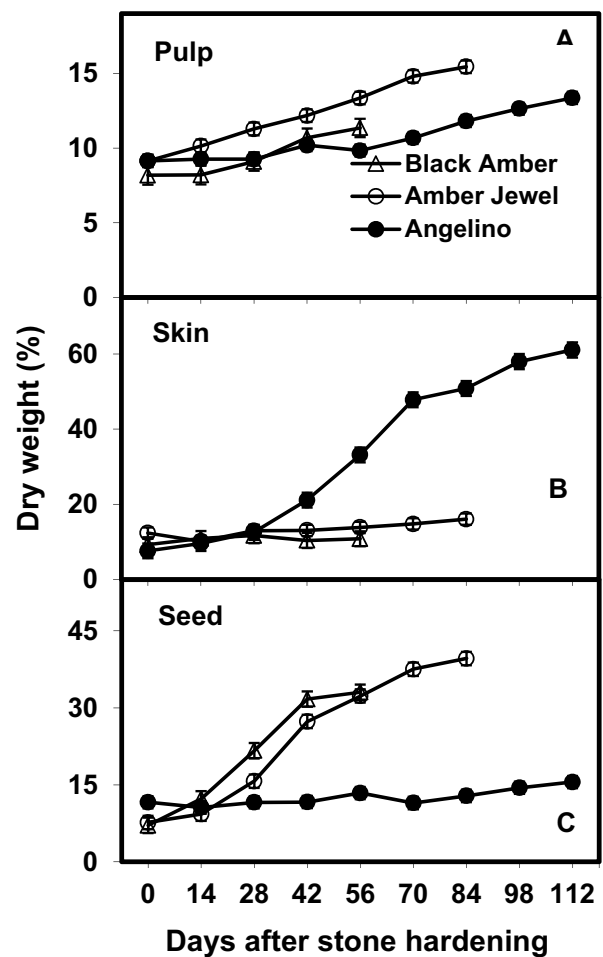 Pulp
A
15
10
5
0
Black Amber
Amber Jewel
Angelino
Dry weight (%)
Skin
60
40
20
0
B
Seed
45
30
15
0
C
0 14 28 42 56 70 84 98 112
Days after stone hardening